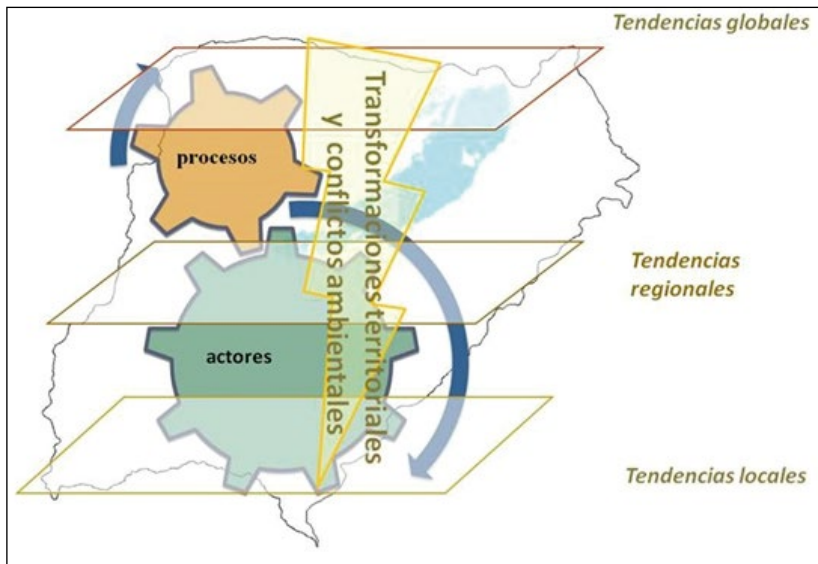 Tendencias globales
procesos
Transformaciones territoriales
y conflictos ambientales
Tendencias
regionales
actores
Tendencias locales